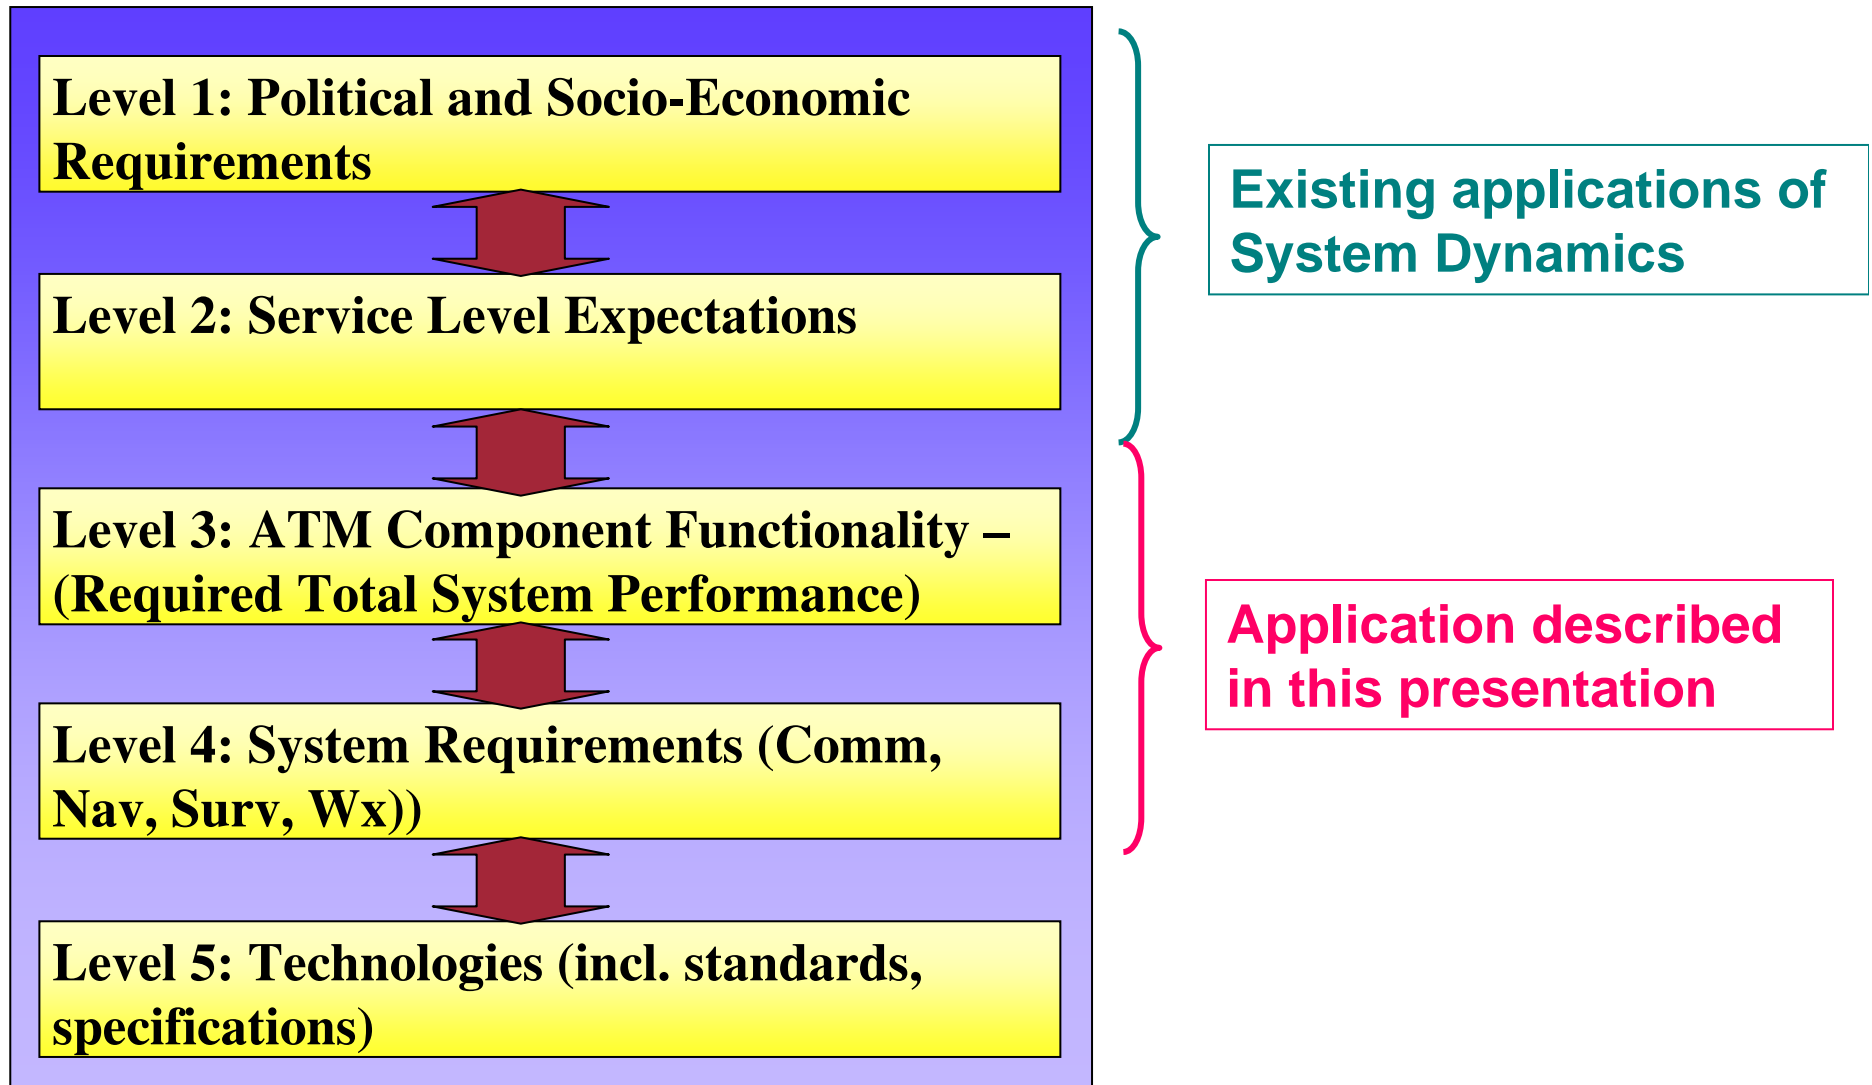 Level 1: Political and Socio-Economic
Requirements
Existing applications of
System Dynamics
Level 2: Service Level Expectations
Level 3: ATM Component Functionality –
(Required Total System Performance)
Application described
in this presentation
Level 4: System Requirements (Comm,
Nav, Surv, Wx))
Level 5: Technologies (incl. standards,
specifications)